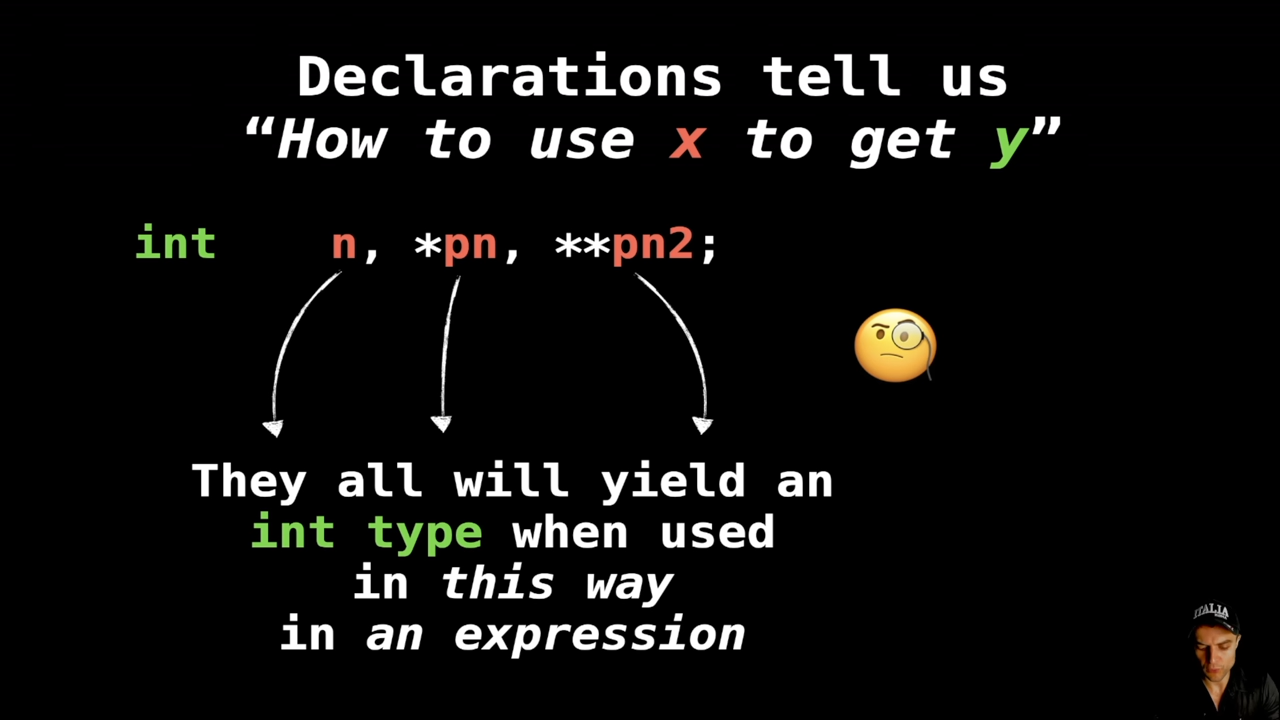 Declarations tell us
“How to use x to get y”
int n, *pn, **pn2;
They all will yield an
int type when used
in this way
in an expression
ITALIA